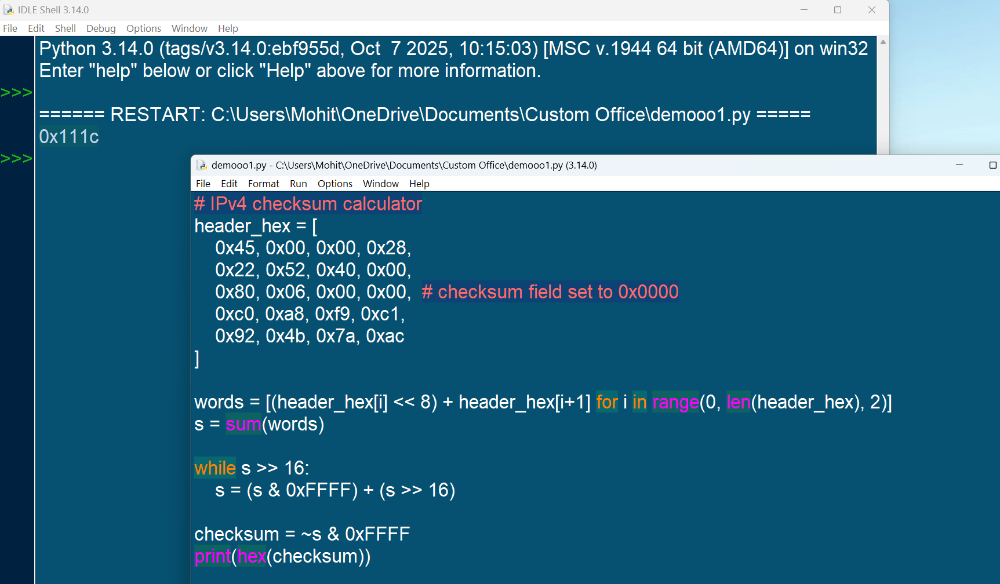 IDLE Shell 3.14.0
File Edit Shell Debug Options Window Help
Python 3.14.0 (tags/v3.14.0:ebf955d, Oct  7 2025, 10:15:03) [MSC v.1944 64 bit (AMD64)] on win32
Enter "help" below or click "Help" above for more information.
>>>
====== RESTART: C:\Users\Mohit\OneDrive\Documents\Custom Office\demooo1.py =====
0x111c
>>>
demooo1.py - C:\Users\Mohit\OneDrive\Documents\Custom Office\demooo1.py (3.14.0)
File Edit Format Run Options Window Help
# IPv4 checksum calculator
header_hex = [
    0x45, 0x00, 0x00, 0x28,
    0x22, 0x52, 0x40, 0x00,
    0x80, 0x06, 0x00, 0x00,  # checksum field set to 0x0000
    0xc0, 0xa8, 0xf9, 0xc1,
    0x92, 0x4b, 0x7a, 0xac
]
words = [(header_hex[i] << 8) + header_hex[i+1] for i in range(0, len(header_hex), 2)]
s = sum(words)
while s >> 16:
    s = (s & 0xFFFF) + (s >> 16)
checksum = ~s & 0xFFFF
print(hex(checksum))